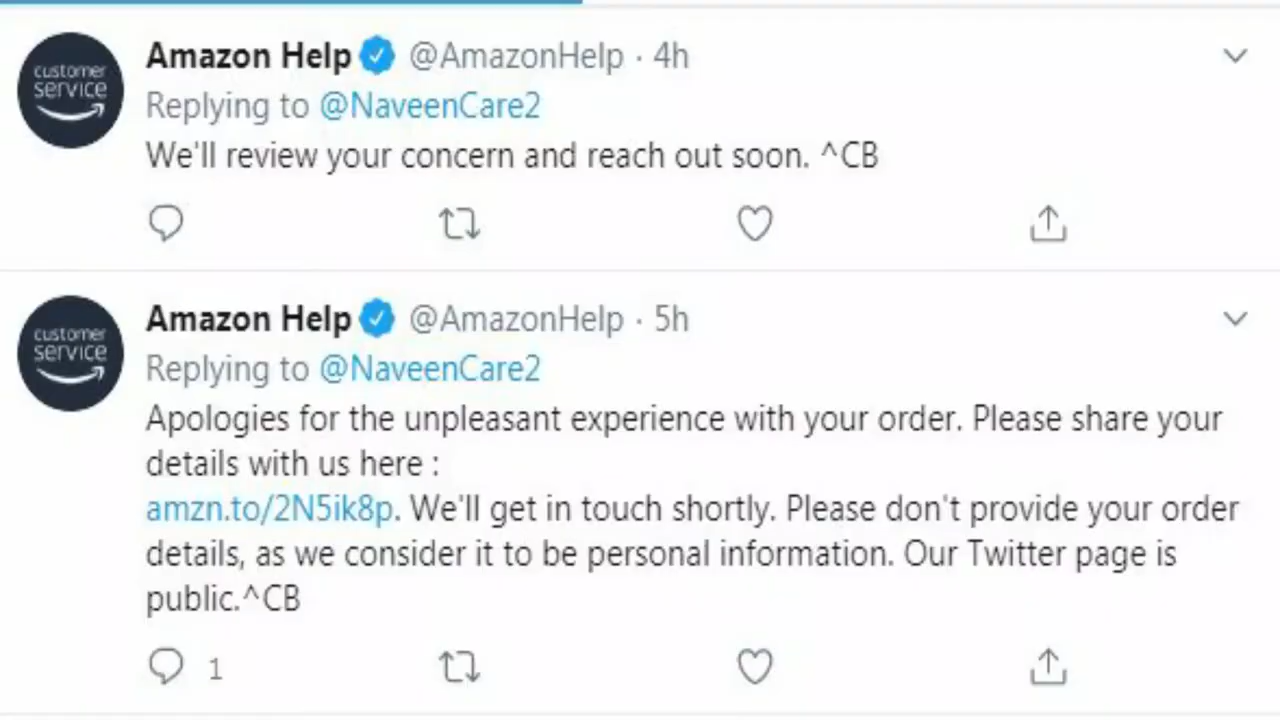 customer
service
Amazon Help @AmazonHelp · 4h
Replying to @NaveenCare2
We'll review your concern and reach out soon. ^CB
customer
service
Amazon Help @AmazonHelp · 5h
Replying to @NaveenCare2
Apologies for the unpleasant experience with your order. Please share your
details with us here :
amzn.to/2N5ik8p. We'll get in touch shortly. Please don't provide your order
details, as we consider it to be personal information. Our Twitter page is
public.^CB
1